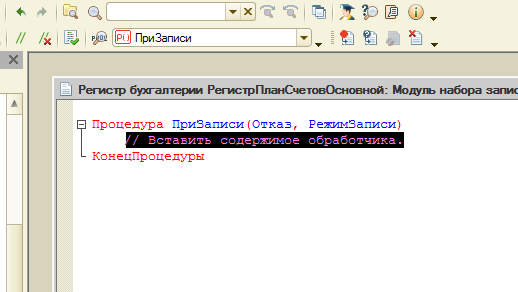 ПриЗаписи
Регистр бухгалтерии РегистрПланСчетовОсновной: Модуль набора запис
Процедура ПриЗаписи(Отказ, РежимЗаписи)
// Вставить содержимое обработчика.
КонецПроцедуры